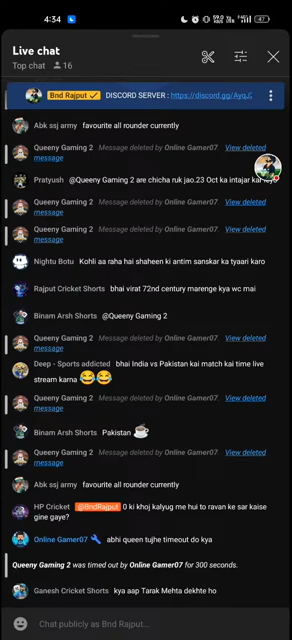 4:34
59.0
47
Live chat
Top chat 16
Bnd Rajput DISCORD SERVER : https://discord.gg/AyqJ
Abk ssj army favourite all rounder currently
Queeny Gaming 2 Message deleted by Online Gamer07. View deleted
message
Pratyush @Queeny Gaming 2 are chicha ruk jao.23 Oct ka intajar kar
Queeny Gaming 2 Message deleted by Online Gamer07. View deleted
message
Queeny Gaming 2 Message deleted by Online Gamer07. View deleted
message
Nightu Botu Kohli aa raha hai shaheen ki antim sanskar ka tyaari karo
Rajput Cricket Shorts bhai virat 72nd century marenge kya wc mai
Binam Arsh Shorts @Queeny Gaming 2
Queeny Gaming 2 Message deleted by Online Gamer07. View deleted
message
Deep - Sports addicted bhai India vs Pakistan kai match kai time live
stream karna 😂😂
Queeny Gaming 2 Message deleted by Online Gamer07. View deleted
message
Binam Arsh Shorts Pakistan ☕
Queeny Gaming 2 Message deleted by Online Gamer07. View deleted
message
Abk ssj army favourite all rounder currently
HP Cricket @BndRajput 0 ki khoj kalyug me hui to ravan ke sar kaise
gine gaye?
Online Gamer07 abhi queen tujhe timeout do kya
Queeny Gaming 2 was timed out by Online Gamer07 for 300 seconds.
Ganesh Cricket Shorts kya aap Tarak Mehta dekhte ho
Chat publicly as Bnd Rajput...